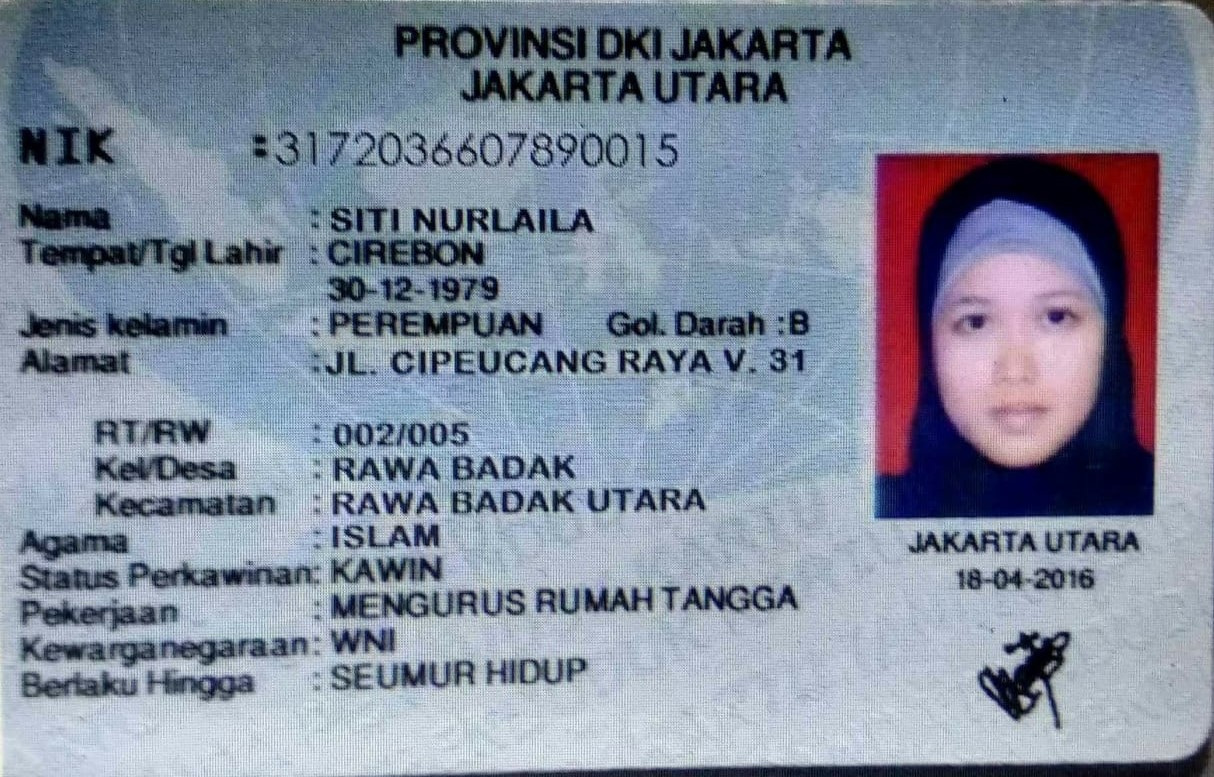 PROVINSI DKI JAKARTA
JAKARTA UTARA
NIK : 3172036607890015
Nama : SITI NURLAILA
Tempat/Tgl Lahir : CIREBON
30-12-1979
Jenis kelamin : PEREMPUAN Gol. Darah : B
Alamat : JL. CIPEUCANG RAYA V. 31
RT/RW : 002/005
Kel/Desa : RAWA BADAK
Kecamatan : RAWA BADAK UTARA
Agama : ISLAM
Status Perkawinan: KAWIN
Pekerjaan : MENGURUS RUMAH TANGGA
Kewarganegaraan: WNI
Berlaku Hingga : SEUMUR HIDUP
JAKARTA UTARA
18-04-2016